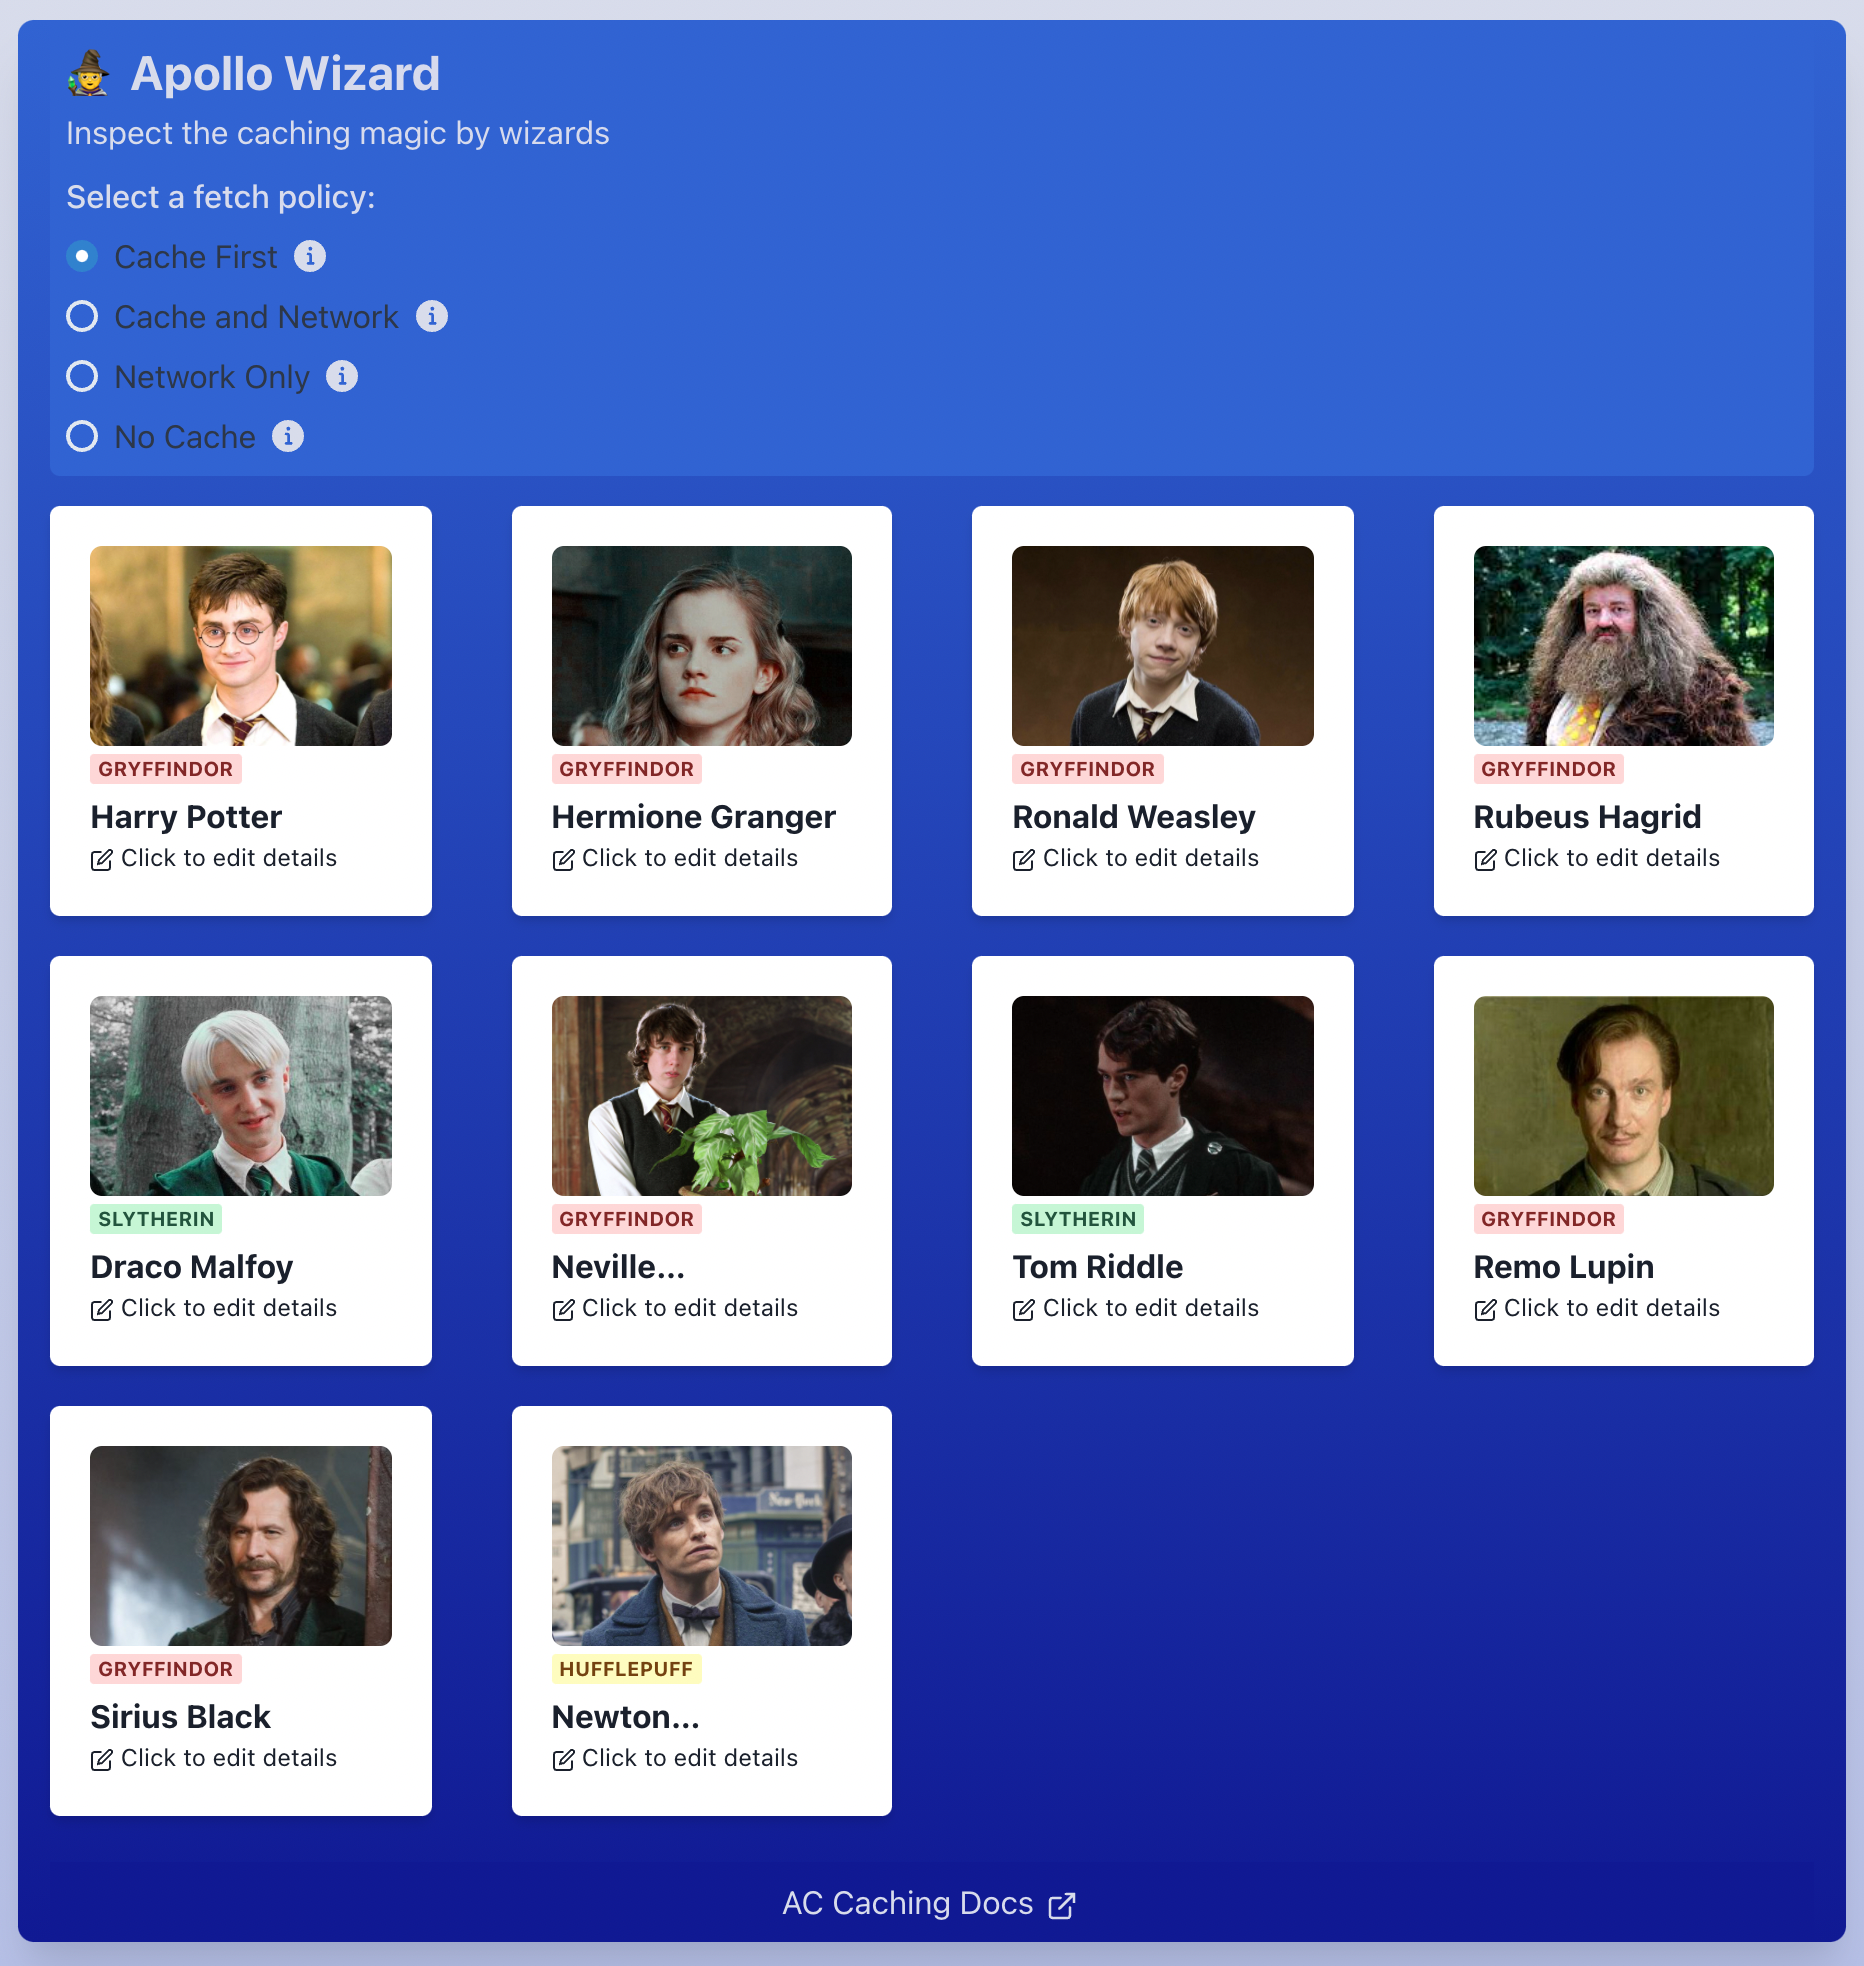 Apollo Wizard
Inspect the caching magic by wizards
Select a fetch policy:
Cache First
Cache and Network
Network Only
No Cache
GRYFFINDOR
Harry Potter
Click to edit details
GRYFFINDOR
Hermione Granger
Click to edit details
GRYFFINDOR
Ronald Weasley
Click to edit details
GRYFFINDOR
Rubeus Hagrid
Click to edit details
SLYTHERIN
Draco Malfoy
Click to edit details
GRYFFINDOR
Neville...
Click to edit details
SLYTHERIN
Tom Riddle
Click to edit details
GRYFFINDOR
Remo Lupin
Click to edit details
GRYFFINDOR
Sirius Black
Click to edit details
New York
HUFFLEPUFF
Newton...
Click to edit details
AC Caching Docs